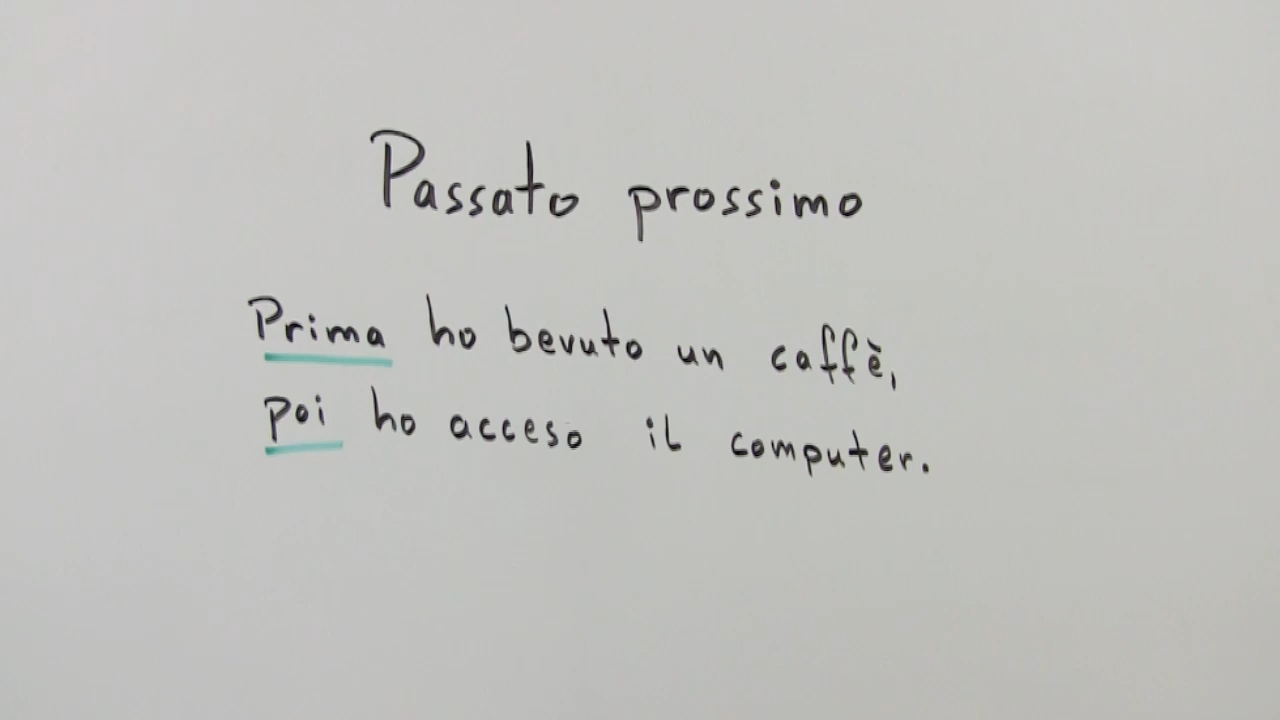 Passato prossimo
Prima ho bevuto un caffè,
poi ho acceso il computer.